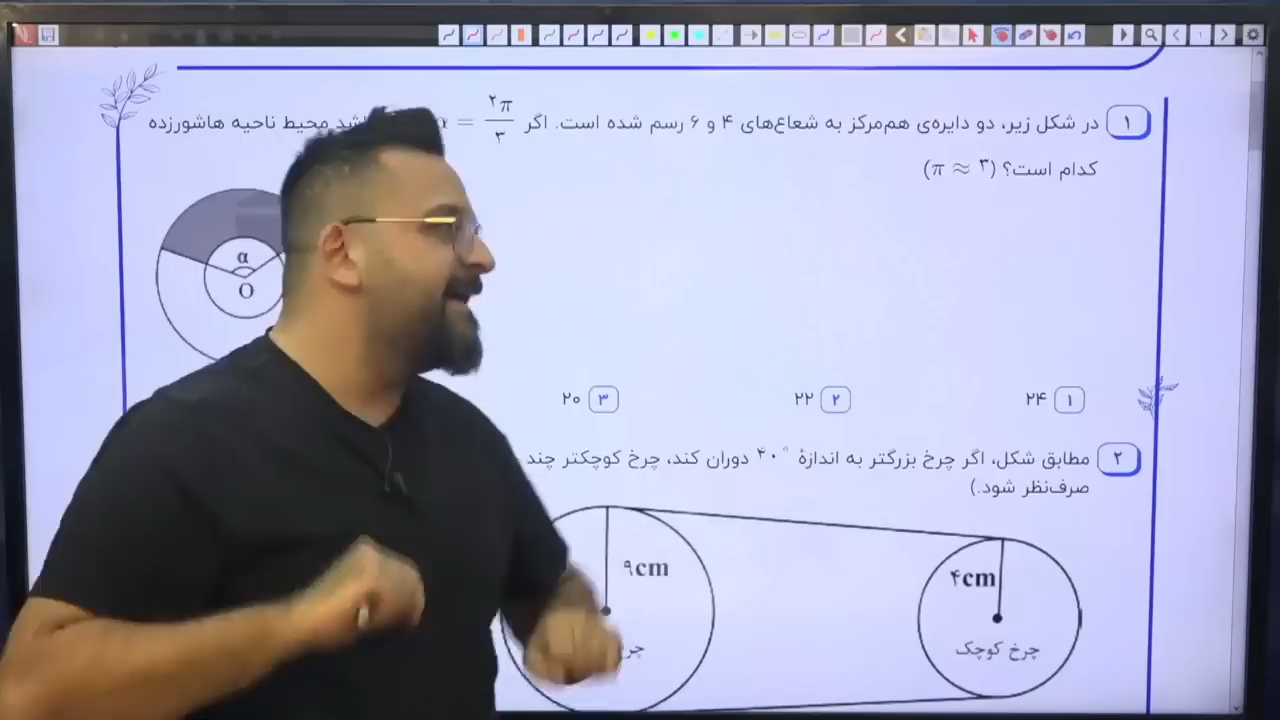 ۱ در شکل زیر، دو دایره‌ی هم‌مرکز به شعاع‌های ۴ و ۶ رسم شده است. اگر = ۲π/۳ باشد محیط ناحیه هاشورزده
کدام است؟ (π ≈ ۳)
α
O
۱ ۲۴ ۲ ۲۲ ۳ ۲۰
۲ مطابق شکل، اگر چرخ بزرگتر به اندازهٔ ۴۰° دوران کند، چرخ کوچکتر چند
صرف‌نظر شود.)
۹cm
۴cm
چرخ کوچک